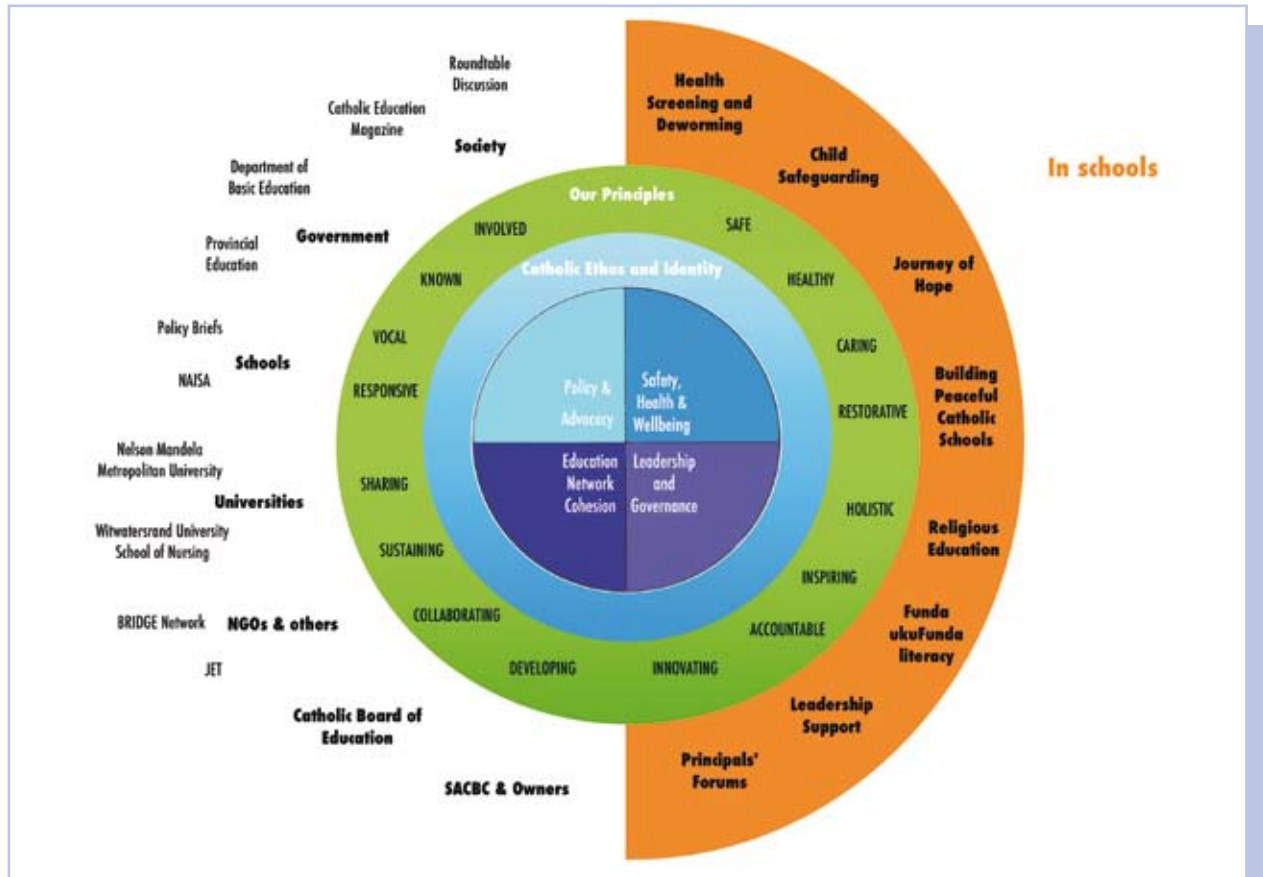 Roundtable
Discussion
Catholic Education
Magazine
Society
Department of
Basic Education
Government
Provincial
Education
Policy Briefs
Schools
NAISA
Nelson Mandela
Metropolitan University
Universities
Witwatersrand University
School of Nursing
BRIDGE Network
NGOs & others
JET
Catholic Board of
Education
SACBC & Owners
Our Principles
INVOLVED
KNOWN
VOCAL
RESPONSIVE
SHARING
SUSTAINING
COLLABORATING
DEVELOPING
INNOVATING
ACCOUNTABLE
INSPIRING
HOLISTIC
RESTORATIVE
CARING
HEALTHY
SAFE
Catholic Ethos and Identity
Policy &
Advocacy
Safety,
Health &
Wellbeing
Education
Network
Cohesion
Leadership
and
Governance
Health
Screening and
Deworming
Child
Safeguarding
Journey of
Hope
Building
Peaceful
Catholic
Schools
Religious
Education
Funda
ukuFunda
literacy
Leadership
Support
Principals'
Forums
In schools